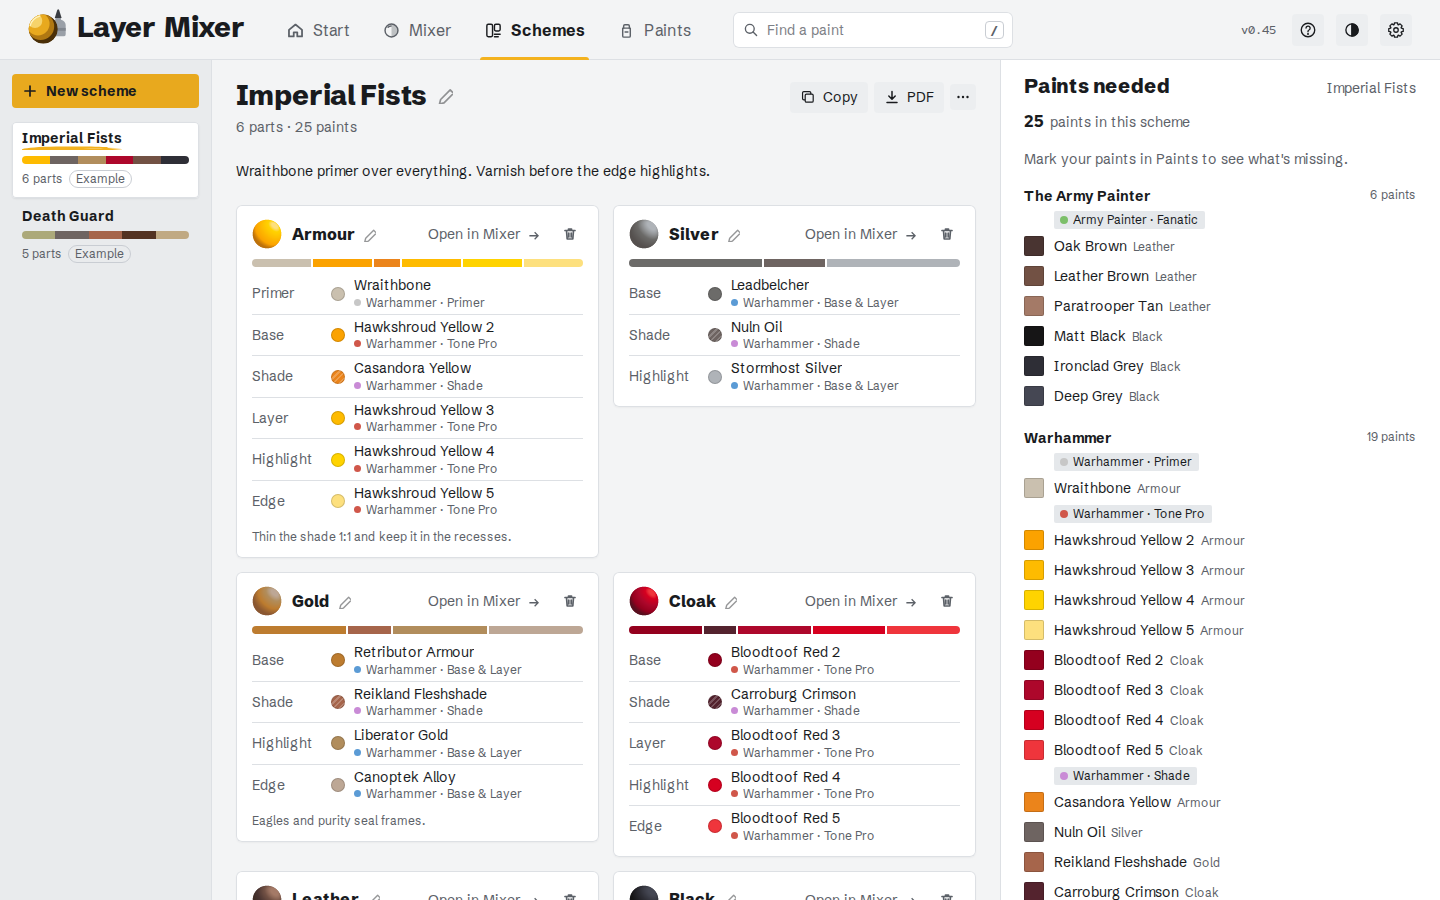 Layer Mixer
Start
Mixer
Schemes
Paints
Find a paint
/
v0.45
New scheme
Imperial Fists
6 parts
Example
Death Guard
5 parts
Example
Imperial Fists
Copy
PDF
6 parts · 25 paints
Wraithbone primer over everything. Varnish before the edge highlights.
Armour
Open in Mixer →
Primer
Wraithbone
Warhammer · Primer
Base
Hawkshroud Yellow 2
Warhammer · Tone Pro
Shade
Casandora Yellow
Warhammer · Shade
Layer
Hawkshroud Yellow 3
Warhammer · Tone Pro
Highlight
Hawkshroud Yellow 4
Warhammer · Tone Pro
Edge
Hawkshroud Yellow 5
Warhammer · Tone Pro
Thin the shade 1:1 and keep it in the recesses.
Silver
Open in Mixer →
Base
Leadbelcher
Warhammer · Base & Layer
Shade
Nuln Oil
Warhammer · Shade
Highlight
Stormhost Silver
Warhammer · Base & Layer
Gold
Open in Mixer →
Base
Retributor Armour
Warhammer · Base & Layer
Shade
Reikland Fleshshade
Warhammer · Shade
Highlight
Liberator Gold
Warhammer · Base & Layer
Edge
Canoptek Alloy
Warhammer · Base & Layer
Eagles and purity seal frames.
Cloak
Open in Mixer →
Base
Bloodtoof Red 2
Warhammer · Tone Pro
Shade
Carroburg Crimson
Warhammer · Shade
Layer
Bloodtoof Red 3
Warhammer · Tone Pro
Highlight
Bloodtoof Red 4
Warhammer · Tone Pro
Edge
Bloodtoof Red 5
Warhammer · Tone Pro
Leather
Open in Mixer
Black
Open in Mixer
Paints needed
Imperial Fists
25 paints in this scheme
Mark your paints in Paints to see what's missing.
The Army Painter
6 paints
Army Painter · Fanatic
Oak Brown Leather
Leather Brown Leather
Paratrooper Tan Leather
Matt Black Black
Ironclad Grey Black
Deep Grey Black
Warhammer
19 paints
Warhammer · Primer
Wraithbone Armour
Warhammer · Tone Pro
Hawkshroud Yellow 2 Armour
Hawkshroud Yellow 3 Armour
Hawkshroud Yellow 4 Armour
Hawkshroud Yellow 5 Armour
Bloodtoof Red 2 Cloak
Bloodtoof Red 3 Cloak
Bloodtoof Red 4 Cloak
Bloodtoof Red 5 Cloak
Warhammer · Shade
Casandora Yellow Armour
Nuln Oil Silver
Reikland Fleshshade Gold
Carroburg Crimson Cloak